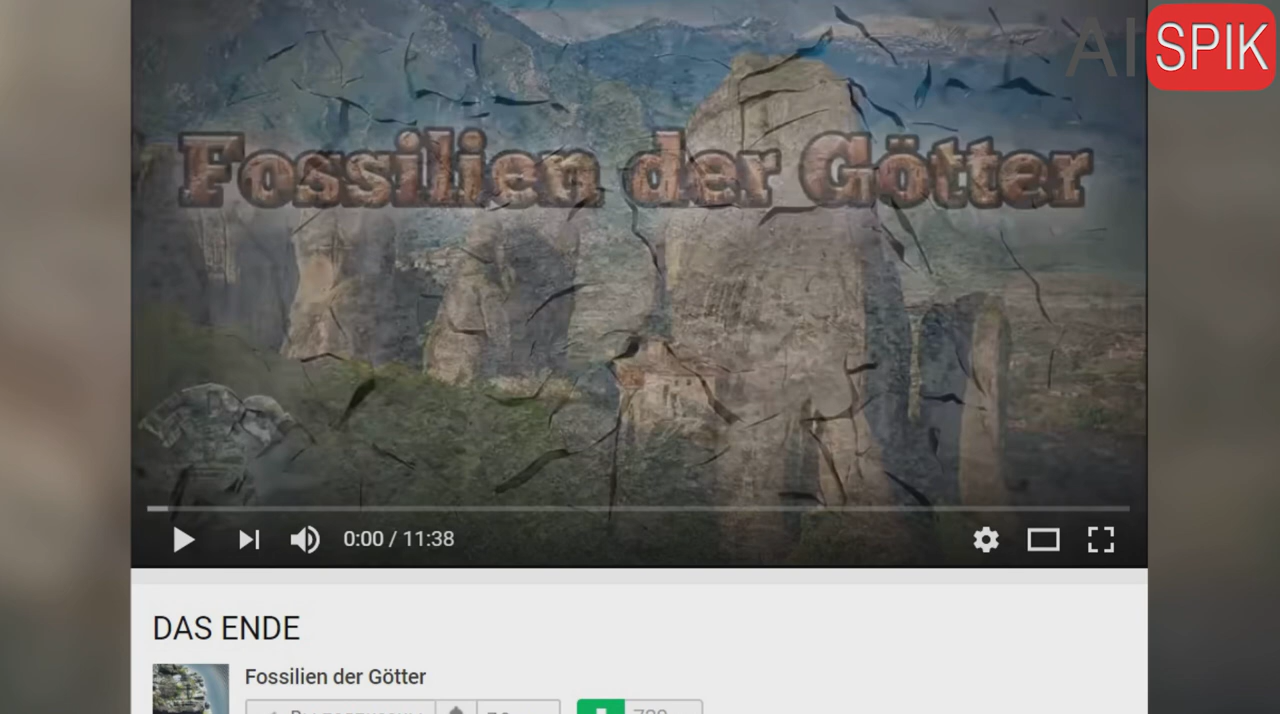 AI SPIK
Fossilien der Götter
0:00 / 11:38
DAS ENDE
Fossilien der Götter